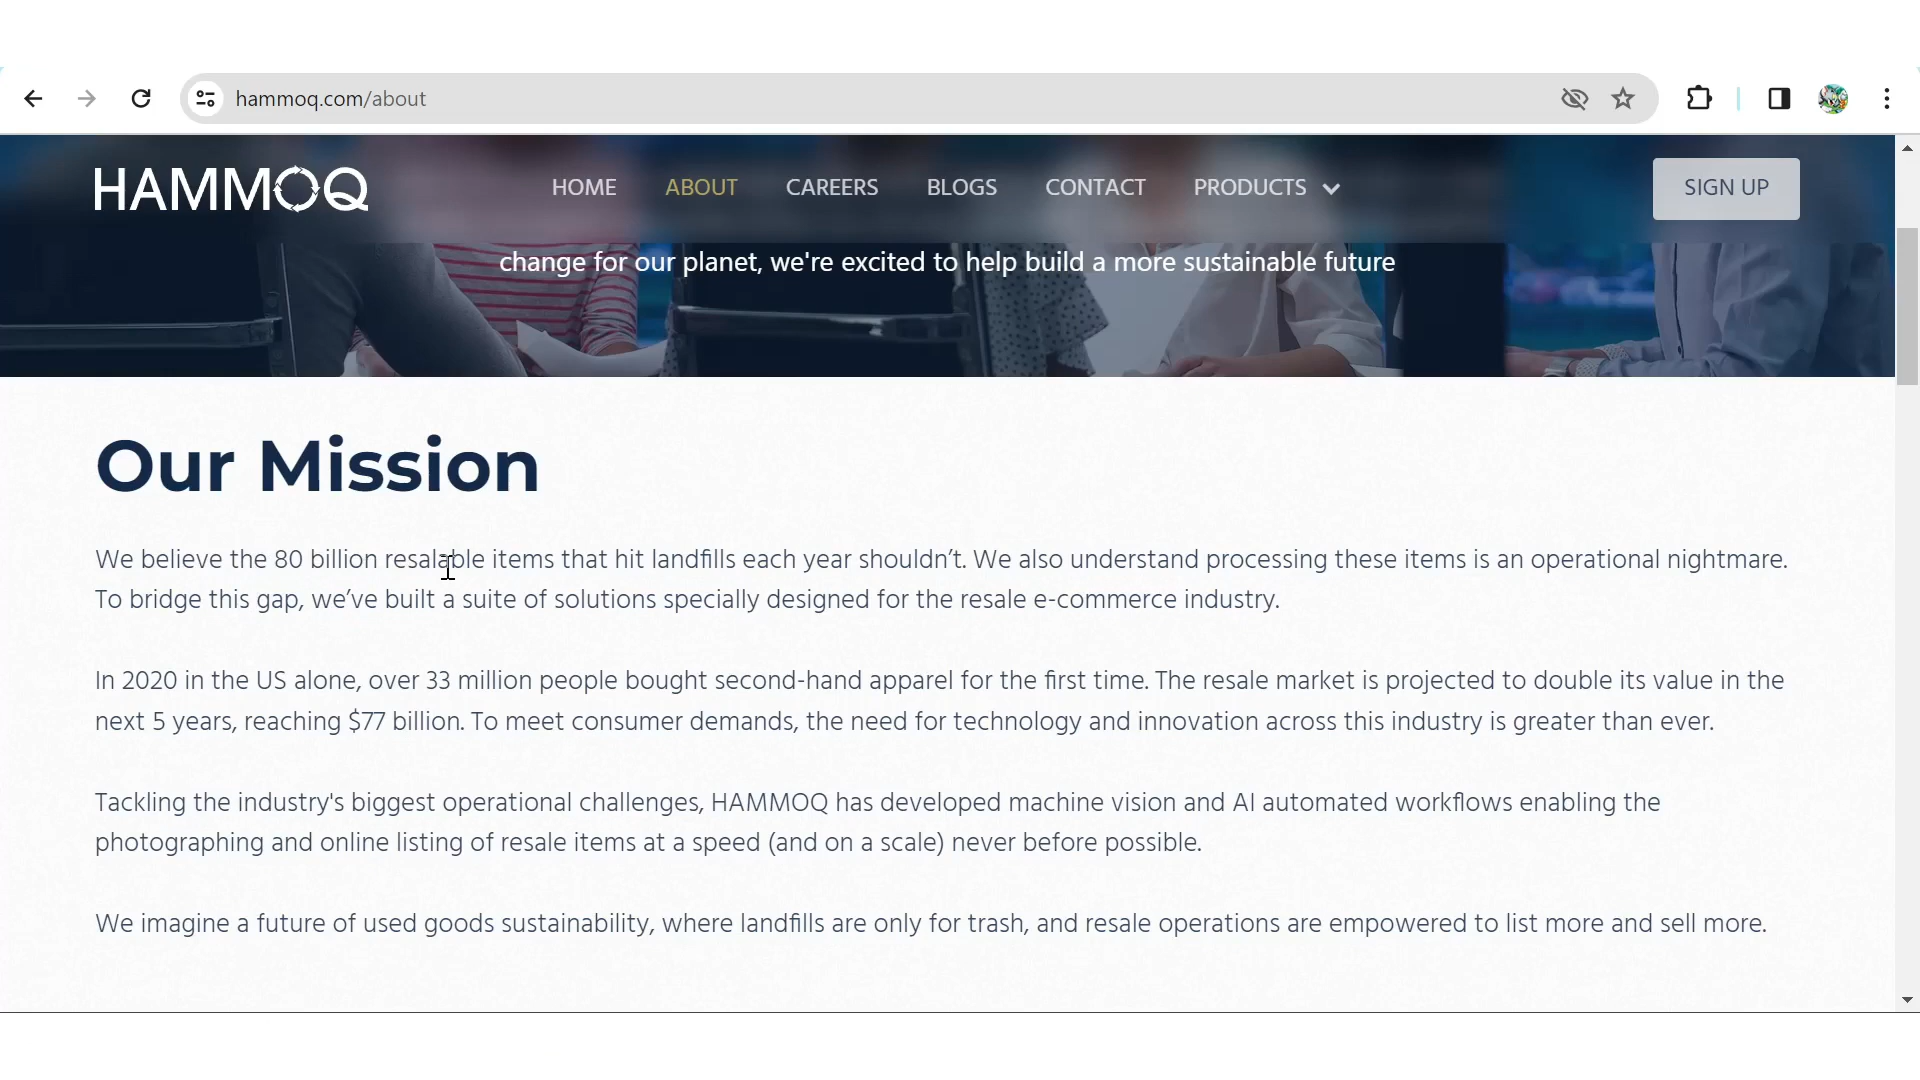 hammoq.com/about
HAMMOQ
HOME ABOUT CAREERS BLOGS CONTACT PRODUCTS SIGN UP
change for our planet, we're excited to help build a more sustainable future
Our Mission
We believe the 80 billion resalable items that hit landfills each year shouldn’t. We also understand processing these items is an operational nightmare.
To bridge this gap, we’ve built a suite of solutions specially designed for the resale e-commerce industry.
In 2020 in the US alone, over 33 million people bought second-hand apparel for the first time. The resale market is projected to double its value in the
next 5 years, reaching $77 billion. To meet consumer demands, the need for technology and innovation across this industry is greater than ever.
Tackling the industry's biggest operational challenges, HAMMOQ has developed machine vision and AI automated workflows enabling the
photographing and online listing of resale items at a speed (and on a scale) never before possible.
We imagine a future of used goods sustainability, where landfills are only for trash, and resale operations are empowered to list more and sell more.